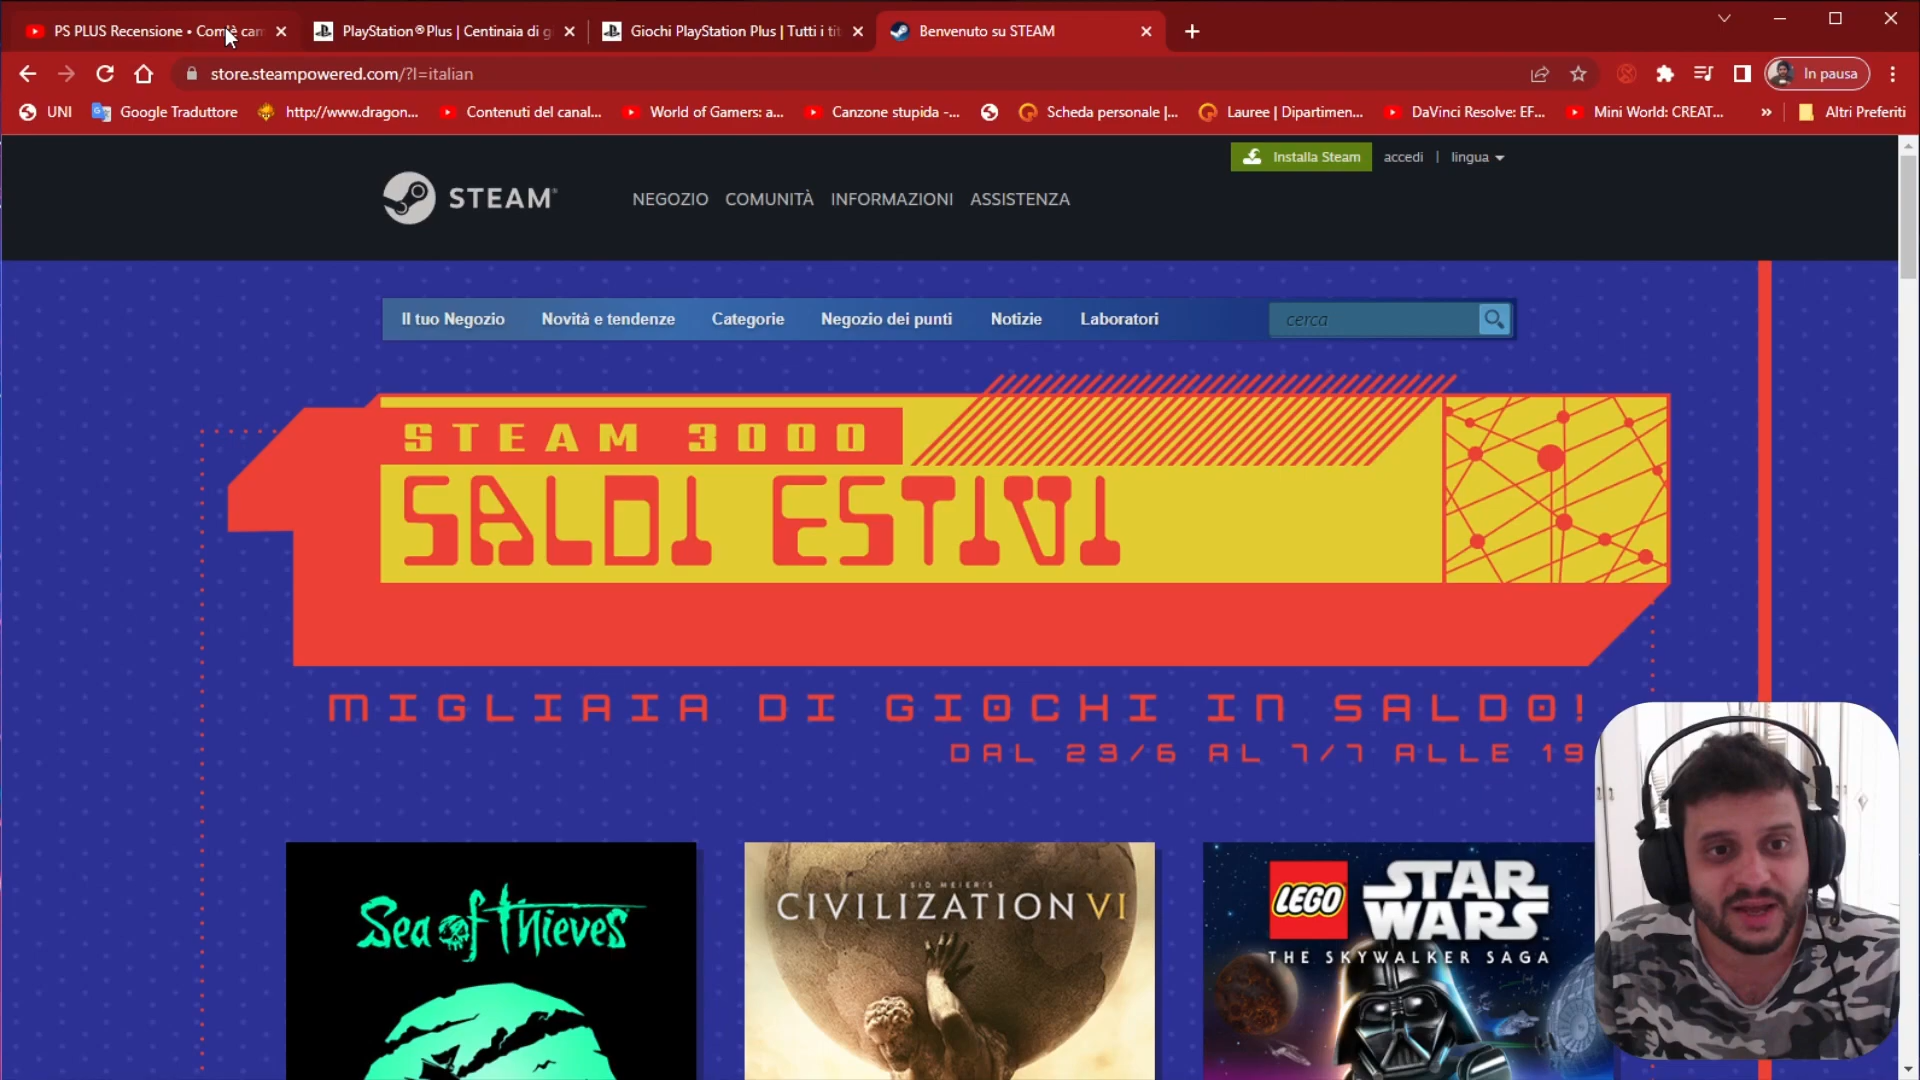 PS PLUS Recensione • Com'è can
PlayStation®Plus | Centinaia di g
Giochi PlayStation Plus | Tutti i tit
Benvenuto su STEAM
store.steampowered.com/?l=italian
In pausa
UNI
Google Traduttore
http://www.dragon...
Contenuti del canal...
World of Gamers: a...
Canzone stupida -...
Scheda personale |...
Lauree | Dipartimen...
DaVinci Resolve: EF...
Mini World: CREAT...
»
Altri Preferiti
Installa Steam
accedi | lingua
STEAM®
NEGOZIO COMUNITÀ INFORMAZIONI ASSISTENZA
Il tuo Negozio
Novità e tendenze
Categorie
Negozio dei punti
Notizie
Laboratori
cerca
STEAM 3000
SALDI ESTIVI
MIGLIAIA DI GIOCHI IN SALDO!
DAL 23/6 AL 7/7 ALLE 19
Sea of Thieves
SID MEIER'S
CIVILIZATION VI
LEGO
STAR
WARS
THE SKYWALKER SAGA